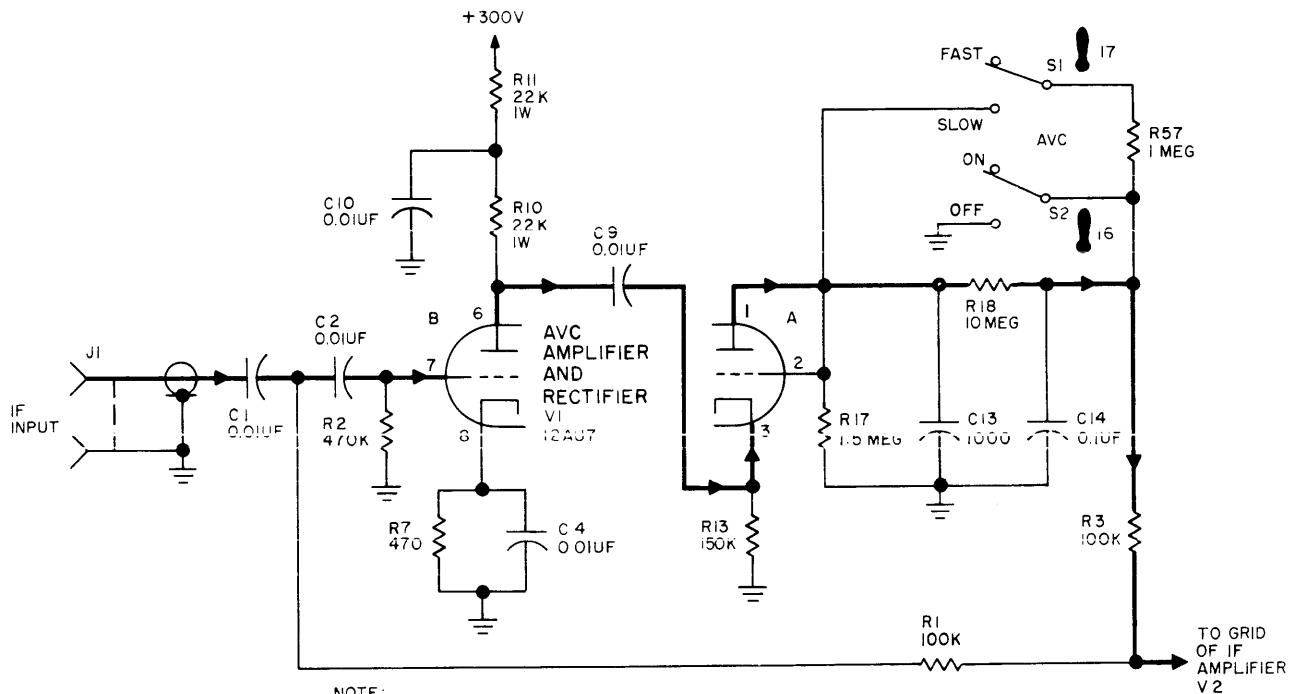 +300V
R11
22K
1W
C10
0.01UF
R10
22K
1W
C9
0.01UF
FAST
S1
17
SLOW
AVC
R57
1 MEG
ON
S2
OFF
16
J1
IF
INPUT
C1
0.01UF
C2
0.01UF
R2
470K
6
B
7
8
AVC
AMPLIFIER
AND
RECTIFIER
V1
12AU7
R7
470
C4
0.01UF
1
A
2
3
R13
150K
R17
1.5 MEG
C13
1000
R18
10 MEG
C14
0.1UF
R3
100K
R1
100K
TO GRID
OF IF
AMPLIFIER
V2
NOTE: